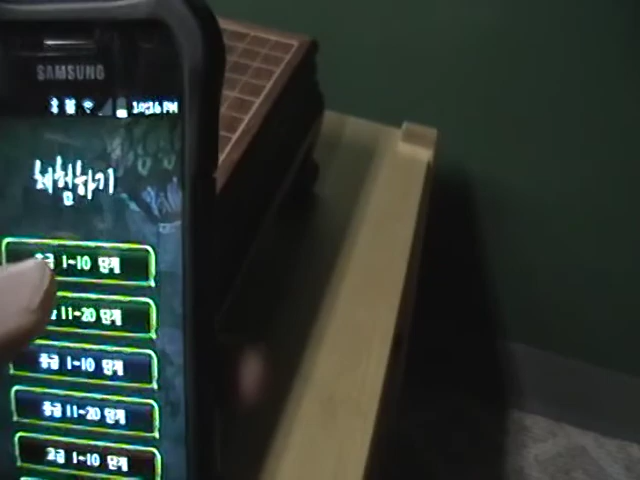 SAMSUNG
10:16 PM
체험하기
급 1-10 단계
11-20 단계
중급 1-10 단계
중급 11-20 단계
고급 1-10 단계